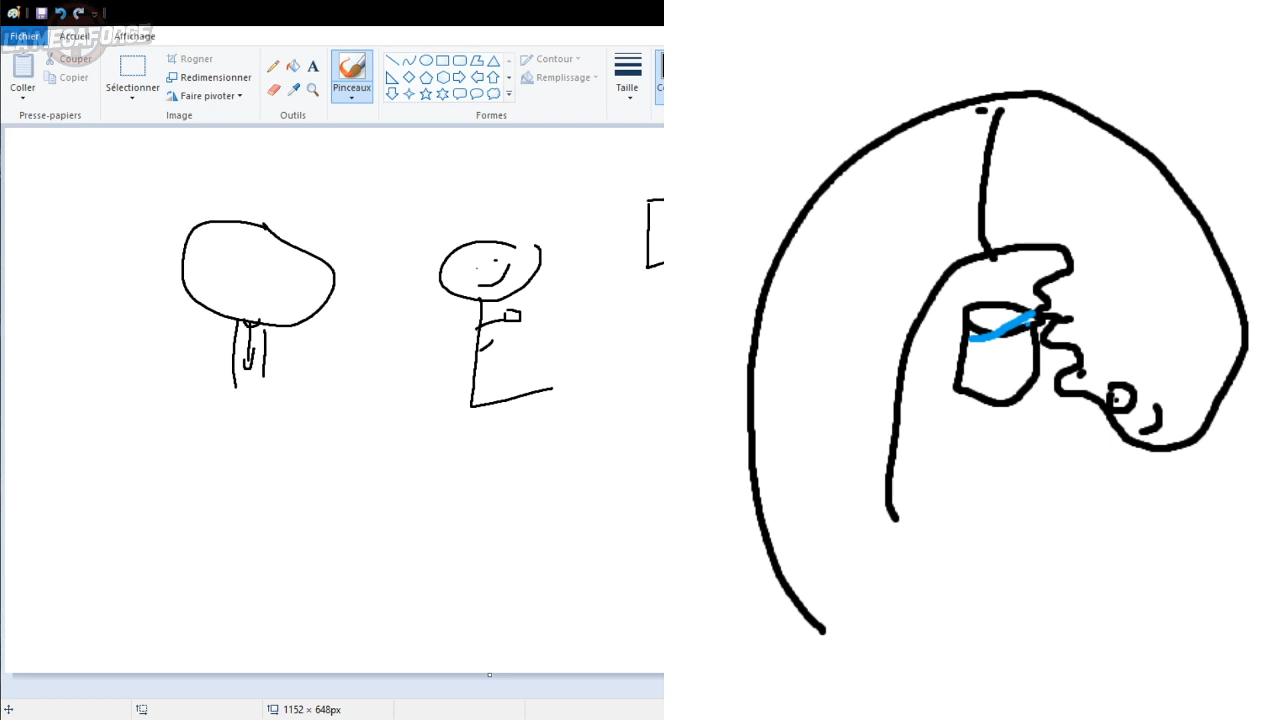 LAMEGAFORGE
Fichier Accueil Affichage
Coller
Couper
Copier
Presse-papiers
Sélectionner
Rogner
Redimensionner
Faire pivoter
Image
A
Outils
Pinceaux
Contour
Remplissage
Formes
Taille
1152 × 648px